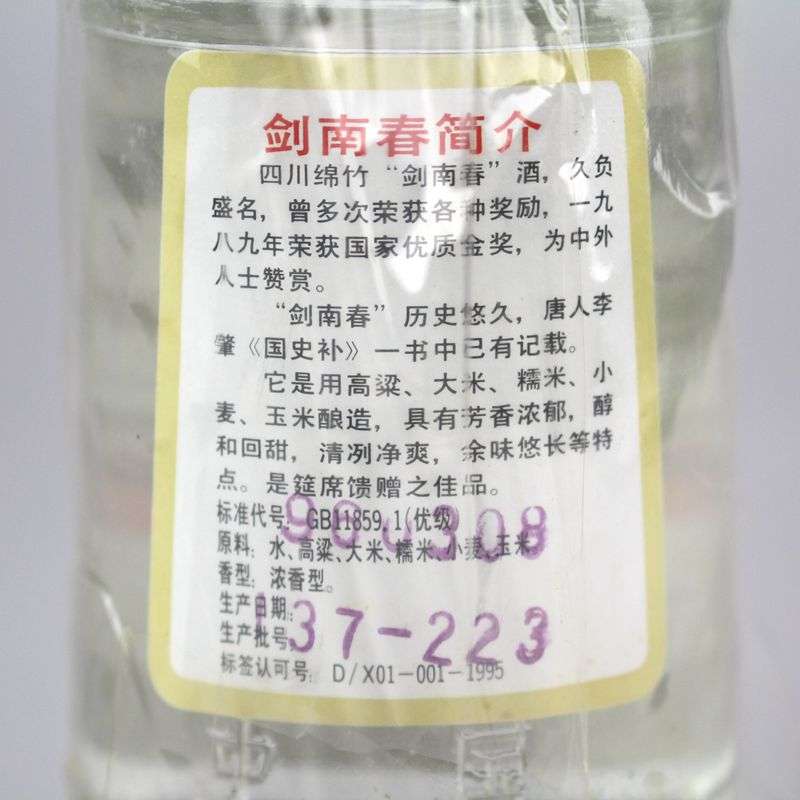 剑南春简介
四川绵竹“剑南春”酒，久负
盛名，曾多次荣获各种奖励，一九
八九年荣获国家优质金奖，为中外
人士赞赏。
“剑南春”历史悠久，唐人李
肇《国史补》一书中已有记载。
它是用高粱、大米、糯米、小
麦、玉米酿造，具有芳香浓郁，醇
和回甜，清冽净爽，余味悠长等特
点。是筵席馈赠之佳品。
标准代号：GB11859.1(优级
980308
原料：水、高粱、大米、糯米、小麦、玉米
香型：浓香型。
生产日期：
137-223
生产批号：
标签认可号：D/X01-001-1995